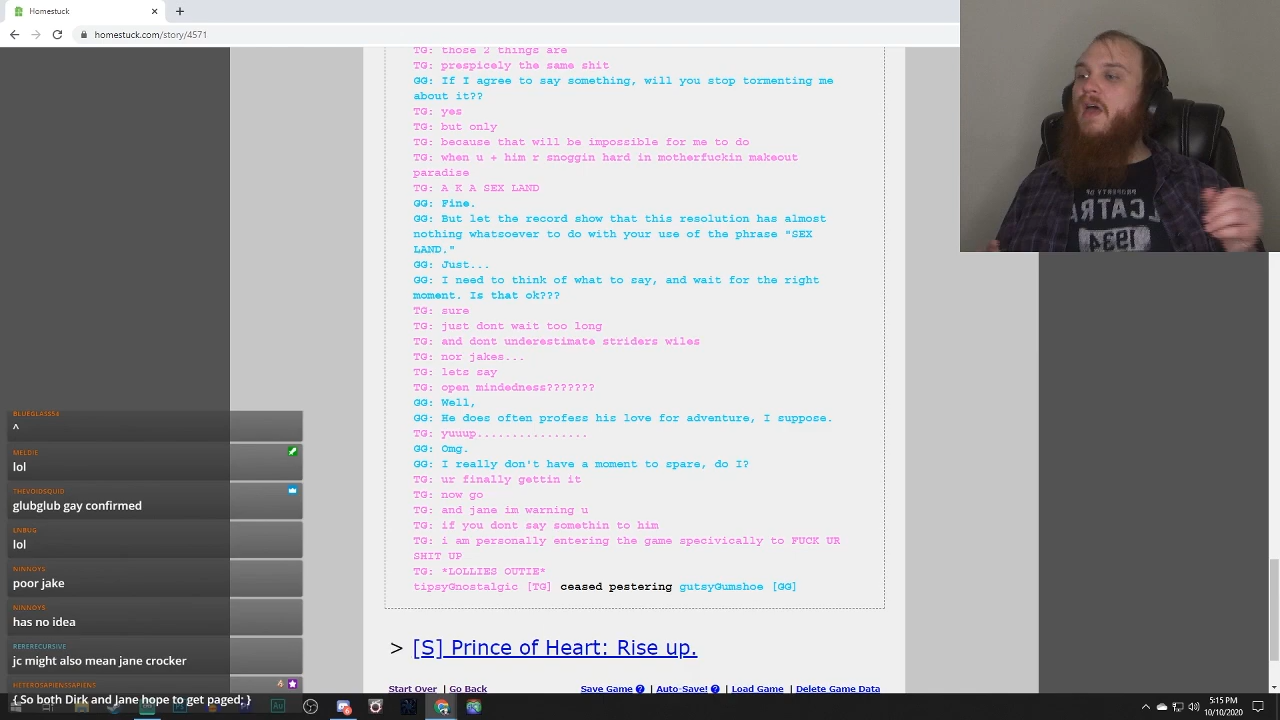 Homestuck
homestuck.com/story/4571
TG: those 2 things are
TG: prespicely the same shit
GG: If I agree to say something, will you stop tormenting me
about it??
TG: yes
TG: but only
TG: because that will be impossible for me to do
TG: when u + him r snoggin hard in motherfuckin makeout
paradise
TG: A K A SEX LAND
GG: Fine.
GG: But let the record show that this resolution has almost
nothing whatsoever to do with your use of the phrase "SEX
LAND."
GG: Just...
GG: I need to think of what to say, and wait for the right
moment. Is that ok???
TG: sure
TG: just dont wait too long
TG: and dont underestimate striders wiles
TG: nor jakes...
TG: lets say
TG: open mindedness???????
GG: Well,
GG: He does often profess his love for adventure, I suppose.
TG: yuuup................
GG: Omg.
GG: I really don't have a moment to spare, do I?
TG: ur finally gettin it
TG: now go
TG: and jane im warning u
TG: if you dont say somethin to him
TG: i am personally entering the game specivically to FUCK UR
SHIT UP
TG: *LOLLIES OUTIE*
tipsyGnostalgic [TG] ceased pestering gutsyGumshoe [GG]
> [S] Prince of Heart: Rise up.
Start Over | Go Back
Save Game ? | Auto-Save! ? | Load Game | Delete Game Data
BLUEGLASS58
^
MELDIE
lol
THEVOIDSQUID
glubglub gay confirmed
LNBUG
lol
NINNOYS
poor jake
NINNOYS
has no idea
RERERECURSIVE
jc might also mean jane crocker
HETEROSAPIENSSAPIENS
{ So both Dirk and Jane hope to get paged; }
PROPERTY OF
ALCATRA
1934
5:15 PM
10/10/2020